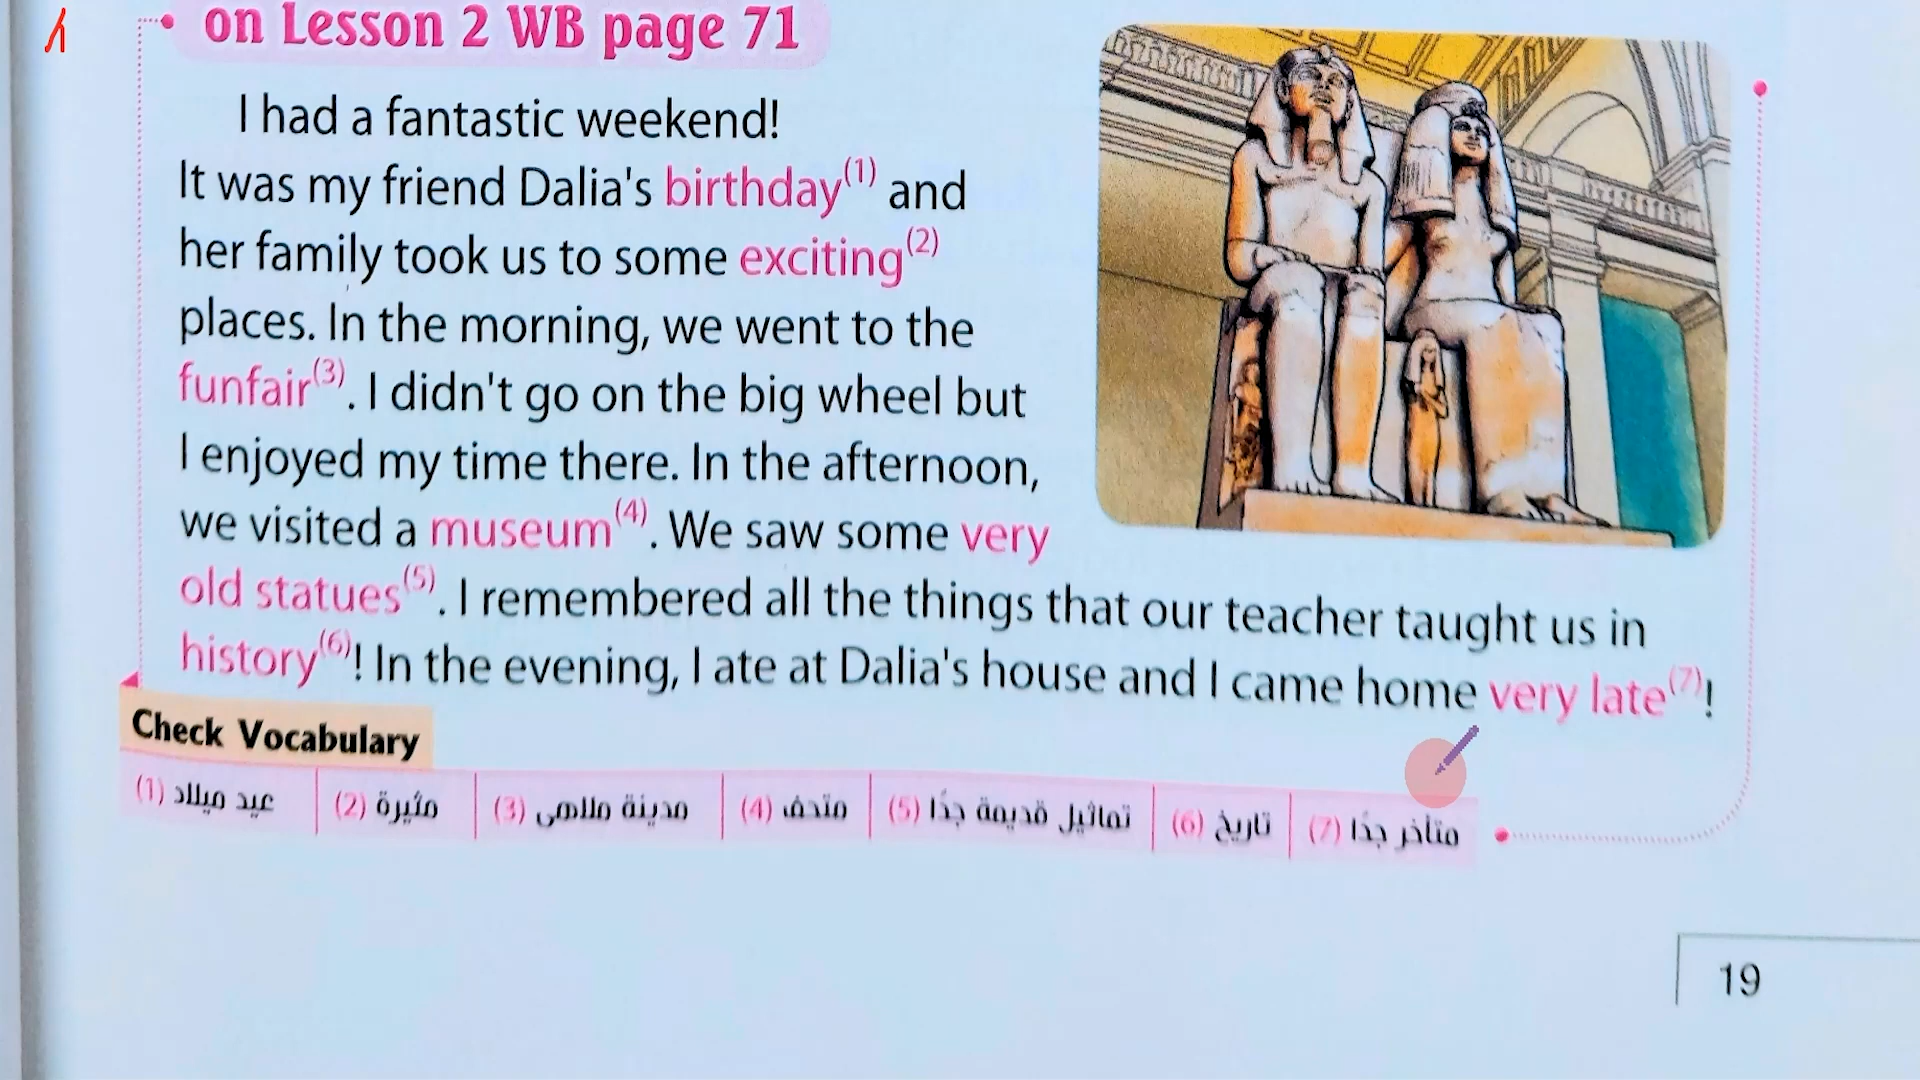 on Lesson 2 WB page 71
I had a fantastic weekend!
It was my friend Dalia's birthday(1) and
her family took us to some exciting(2)
places. In the morning, we went to the
funfair(3). I didn't go on the big wheel but
I enjoyed my time there. In the afternoon,
we visited a museum(4). We saw some very
old statues(5). I remembered all the things that our teacher taught us in
history(6)! In the evening, I ate at Dalia's house and I came home very late(7)!
Check Vocabulary
(1) عيد ميلاد (2) مثيرة (3) مدينة ملاهى (4) متحف (5) تماثيل قديمة جدًا (6) تاريخ (7) متأخر جدًا
19